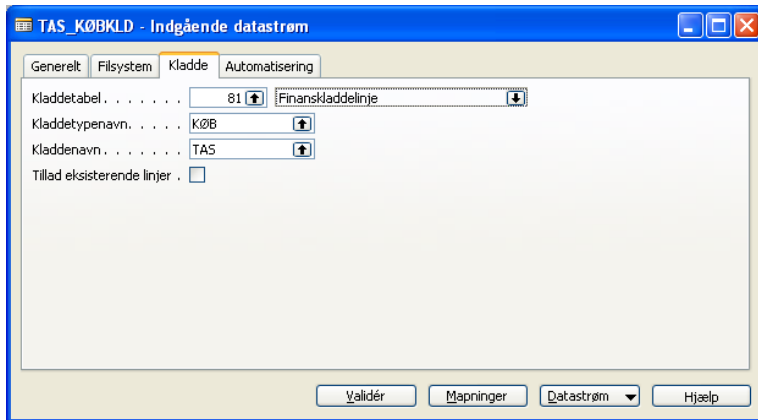 TAS_KØBKLD - Indgående datastrøm
Generelt Filsystem Kladde Automatisering
Kladdetabel. . . . . . . 81 Finanskladdelinje
Kladdetypenavn. . . . . KØB
Kladdenavn. . . . . . . TAS
Tillad eksisterende linjer .
Validér Mapninger Datastrøm Hjælp